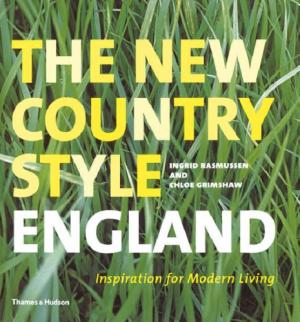 THE NEW
COUNTRY
STYLE
INGRID RASMUSSEN
AND
CHLOE GRIMSHAW
ENGLAND
Inspiration for Modern Living
Thames & Hudson